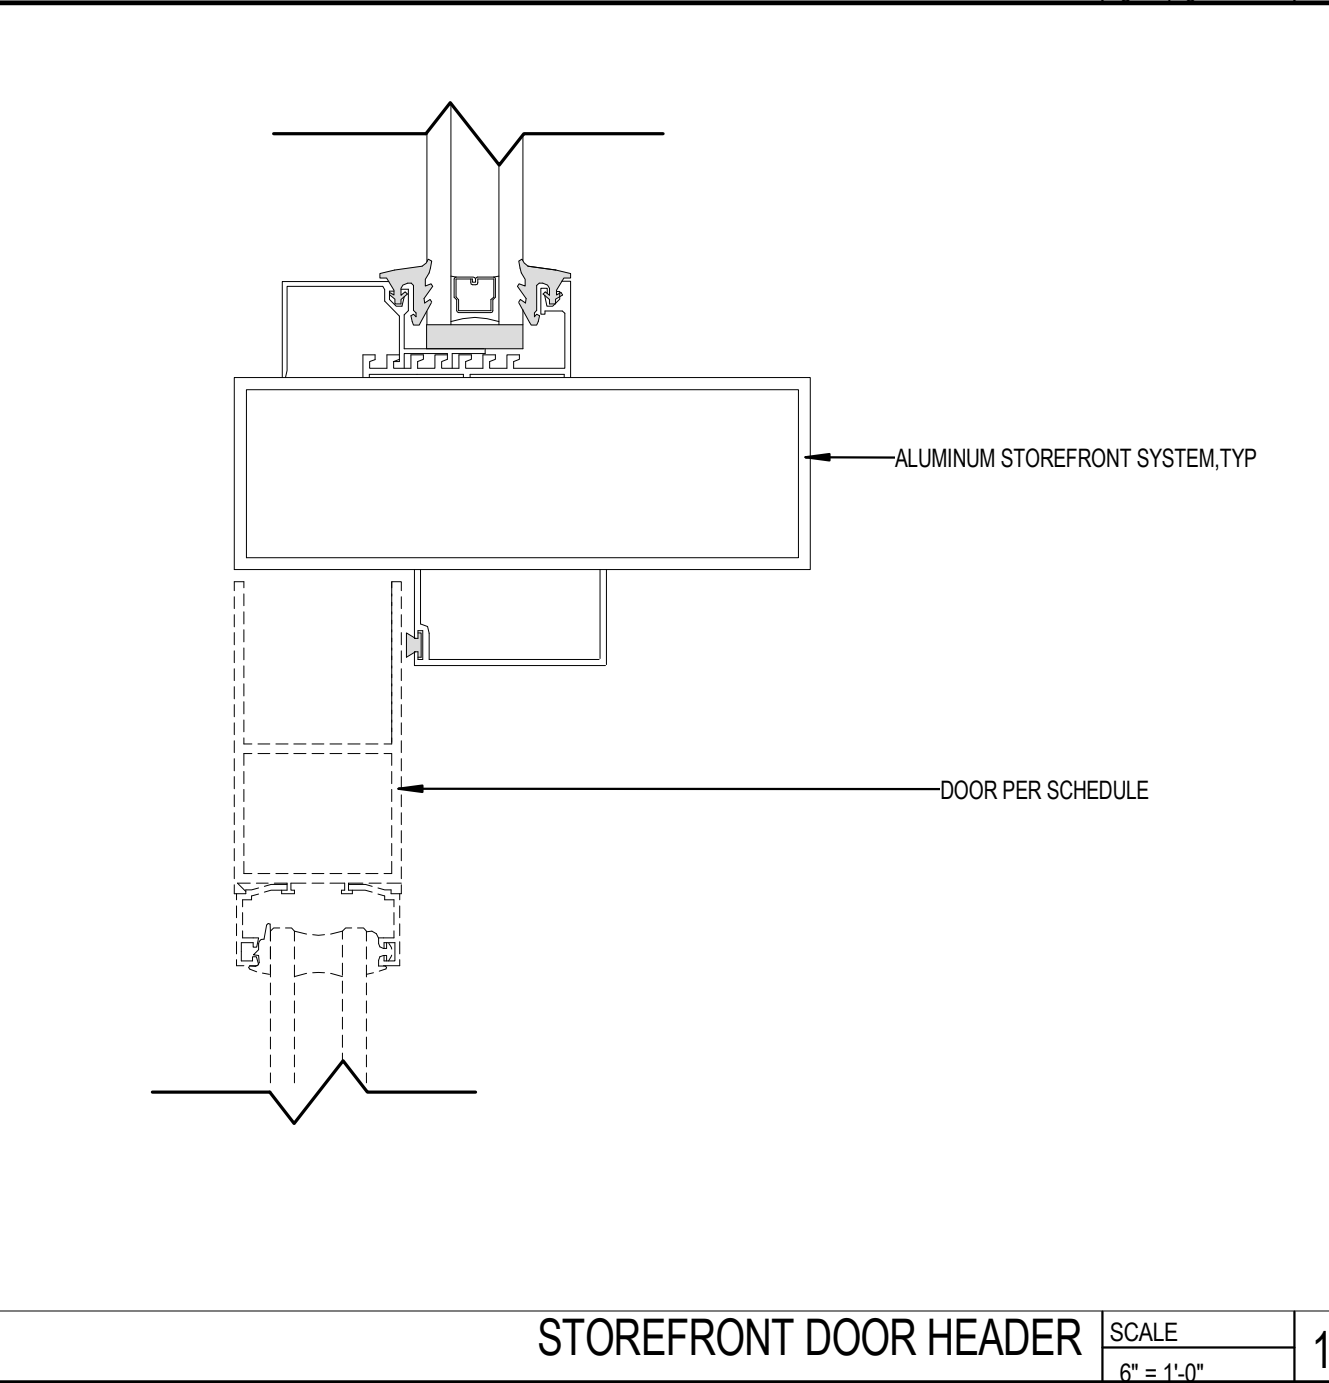 ALUMINUM STOREFRONT SYSTEM,TYP
DOOR PER SCHEDULE
STOREFRONT DOOR HEADER
SCALE
6" = 1'-0"
1